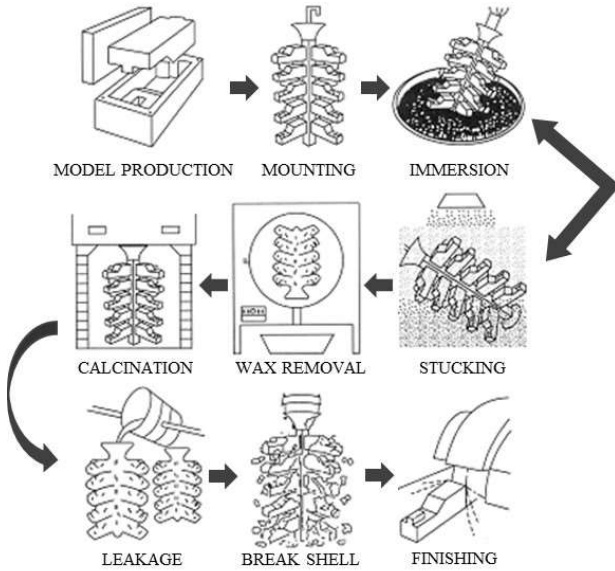 MODEL PRODUCTION
MOUNTING
IMMERSION
CALCINATION
WAX REMOVAL
STUCKING
LEAKAGE
BREAK SHELL
FINISHING